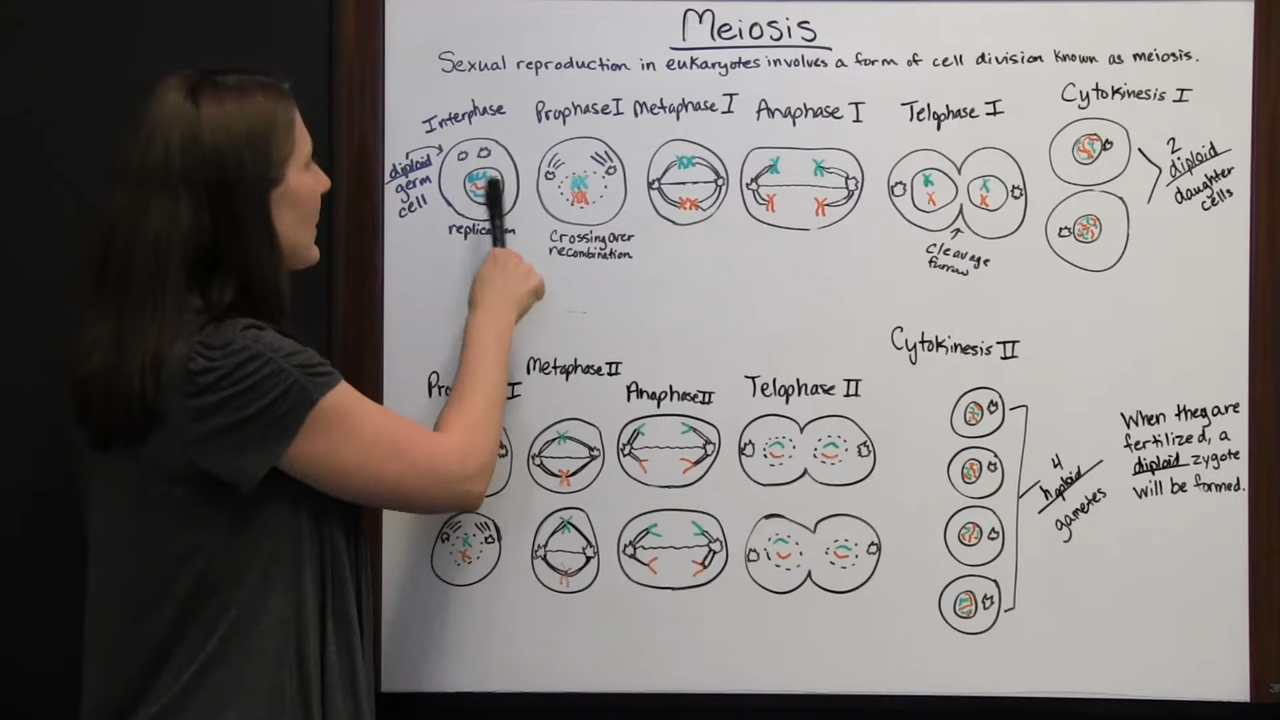 Meiosis
Sexual reproduction in eukaryotes involves a form of cell division known as meiosis.
Interphase
Prophase I
Metaphase I
Anaphase I
Telophase I
Cytokinesis I
diploid
germ
cell
Crossing over
recombination
Cleavage
furrow
2
diploid
daughter
cells
Metaphase II
Anaphase II
Telophase II
Cytokinesis II
4
haploid
gametes
When they are
fertilized, a
diploid zygote
will be formed.